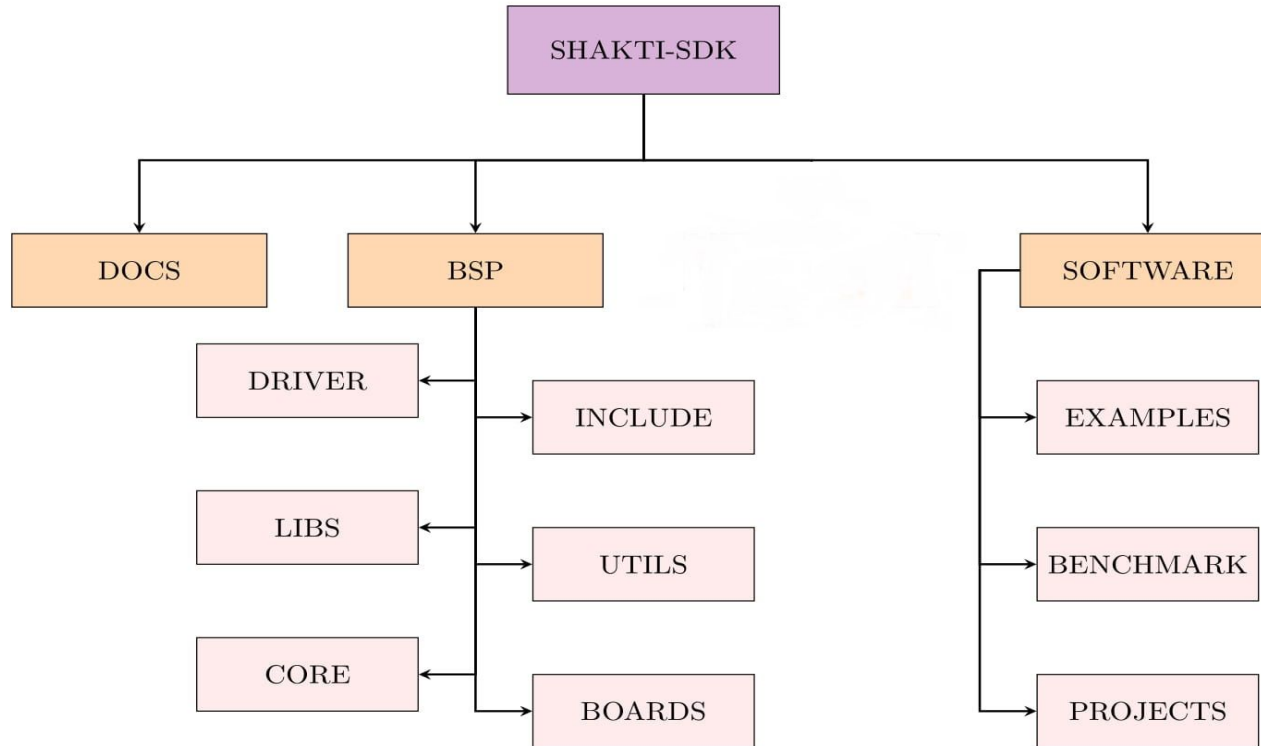 SHAKTI-SDK
DOCS
BSP
SOFTWARE
DRIVER
INCLUDE
EXAMPLES
LIBS
UTILS
BENCHMARK
CORE
BOARDS
PROJECTS